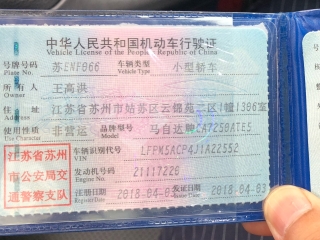 中华人民共和国机动车行驶证
Vehicle License of the People's Republic of China
号牌号码 苏ENF066 车辆类型 小型轿车
Plate No. Vehicle Type
所有人 王高洪
Owner
住址 江苏省苏州市姑苏区云锦苑二区1幢1306室
Address
使用性质 非营运 品牌型号 马自达牌CA7258ATE5
Use Character Model
江苏省苏州市公安局交通警察支队
车辆识别代号 LFPM5ACP4J1A22552
VIN
发动机号码 21117226
Engine No.
注册日期 2018-04-03 发证日期 2018-04-03
Register Date Issue Date